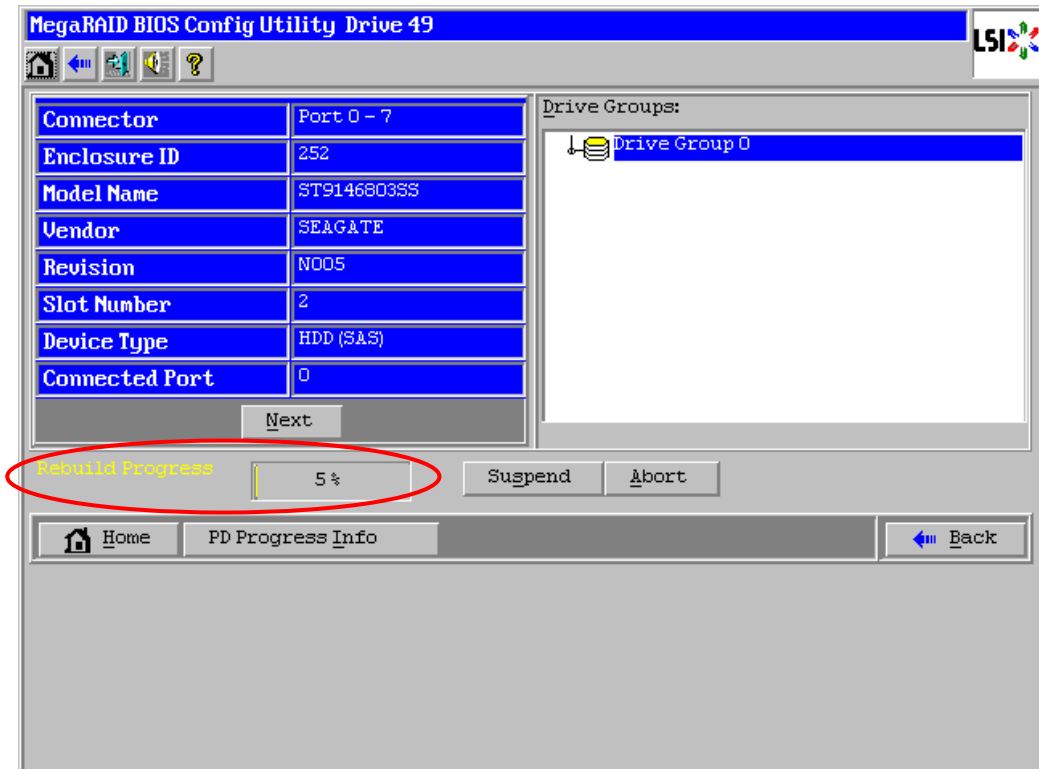 MegaRAID BIOS Config Utility Drive 49
LSI
Connector Port 0 - 7
Enclosure ID 252
Model Name ST9146803SS
Vendor SEAGATE
Revision N005
Slot Number 2
Device Type HDD (SAS)
Connected Port 0
Next
Drive Groups:
Drive Group 0
Rebuild Progress 5 % Suspend Abort
Home PD Progress Info Back